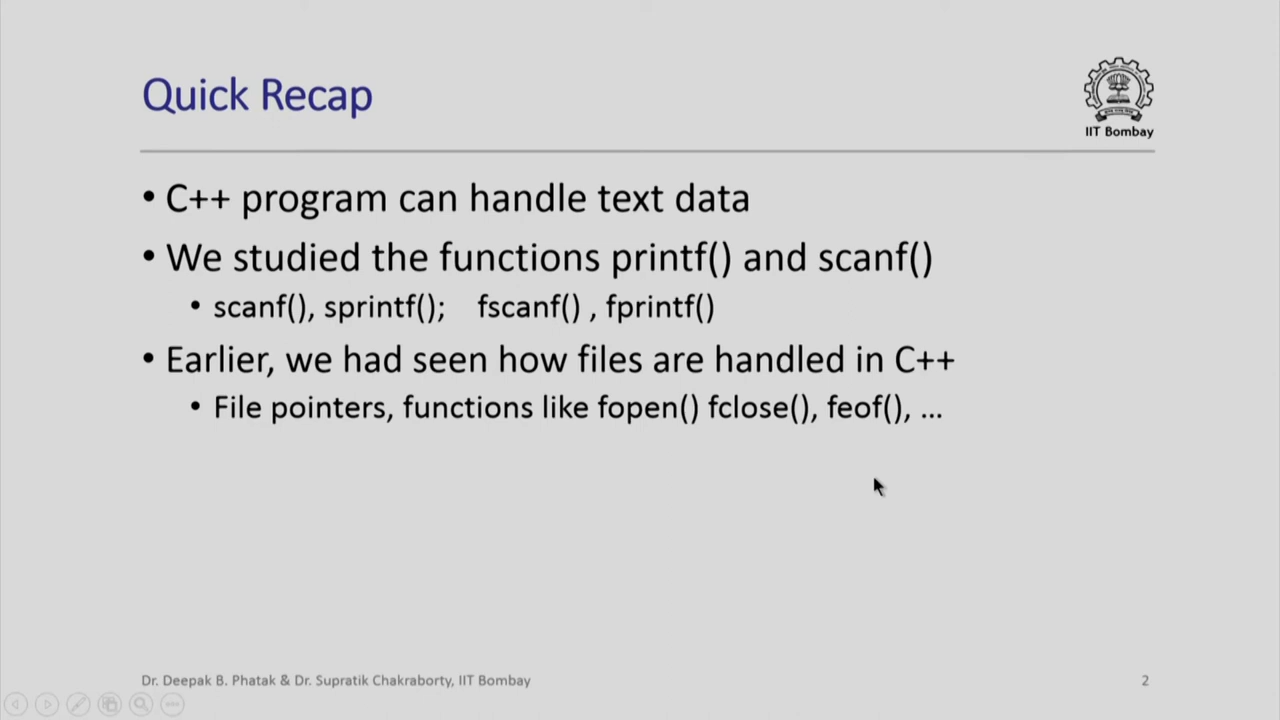 Quick Recap
IIT Bombay
• C++ program can handle text data
• We studied the functions printf() and scanf()
• scanf(), sprintf(); fscanf() , fprintf()
• Earlier, we had seen how files are handled in C++
• File pointers, functions like fopen() fclose(), feof(), ...
Dr. Deepak B. Phatak & Dr. Supratik Chakraborty, IIT Bombay
2